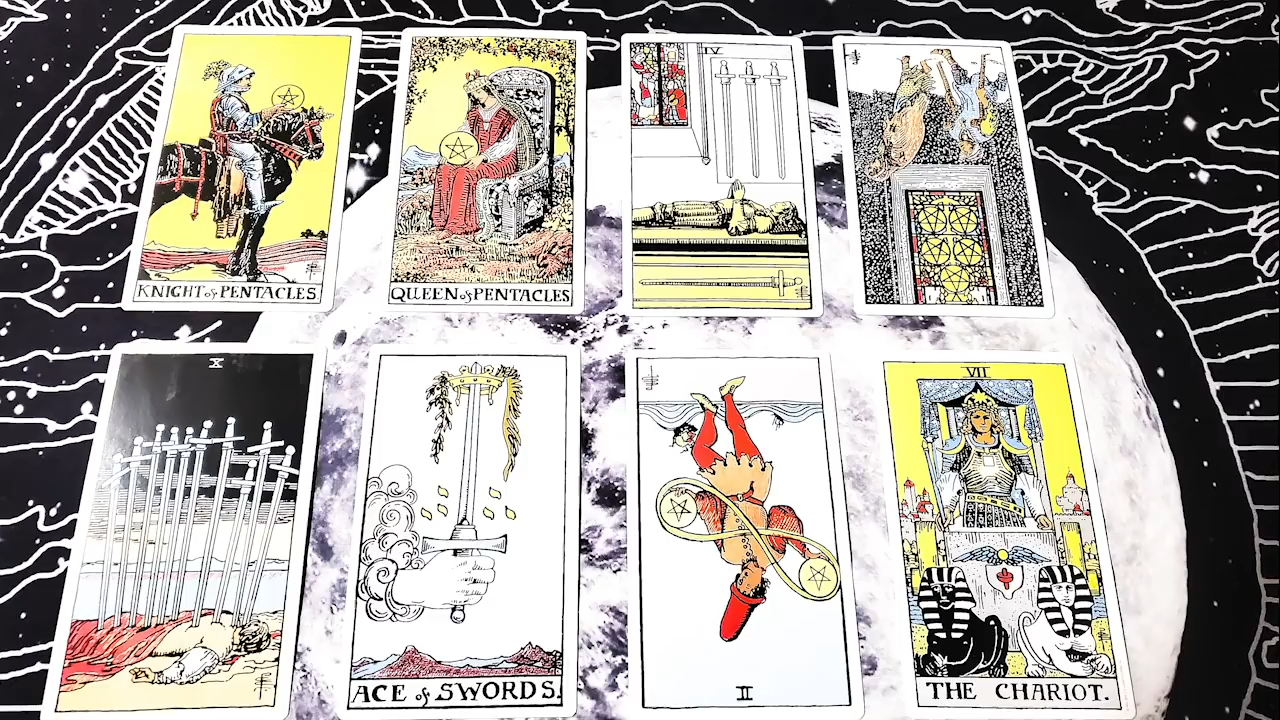 KNIGHT of PENTACLES
QUEEN of PENTACLES
IV
X
ACE of SWORDS.
II
VII
THE CHARIOT.